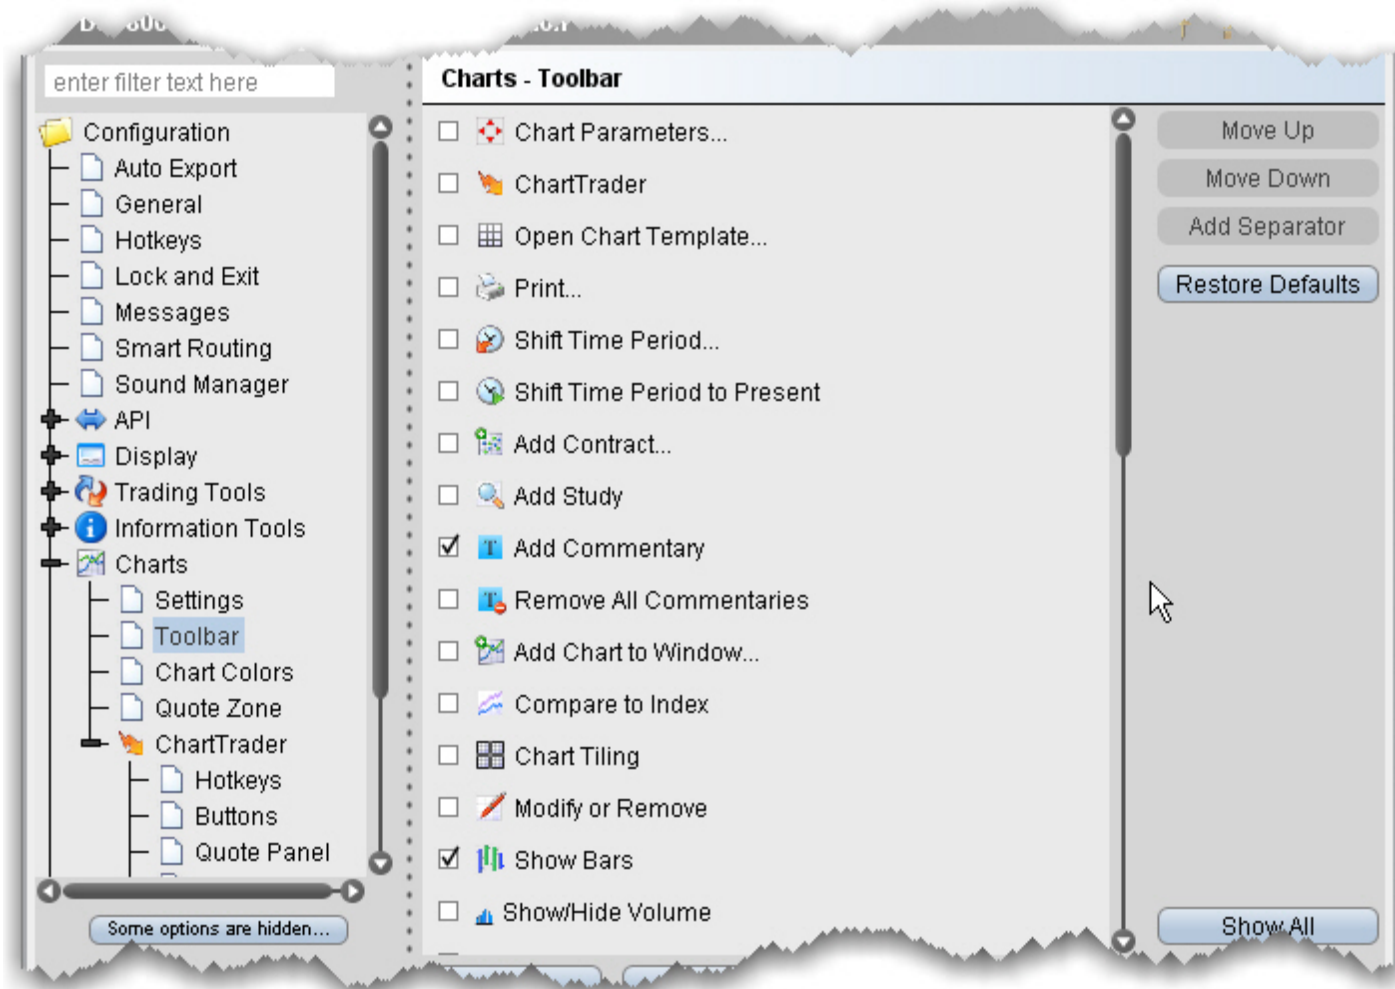 enter filter text here
Configuration
Auto Export
General
Hotkeys
Lock and Exit
Messages
Smart Routing
Sound Manager
API
Display
Trading Tools
Information Tools
Charts
Settings
Toolbar
Chart Colors
Quote Zone
ChartTrader
Hotkeys
Buttons
Quote Panel
Some options are hidden...
Charts - Toolbar
Chart Parameters...
ChartTrader
Open Chart Template...
Print...
Shift Time Period...
Shift Time Period to Present
Add Contract...
Add Study
Add Commentary
Remove All Commentaries
Add Chart to Window...
Compare to Index
Chart Tiling
Modify or Remove
Show Bars
Show/Hide Volume
Move Up
Move Down
Add Separator
Restore Defaults
Show All